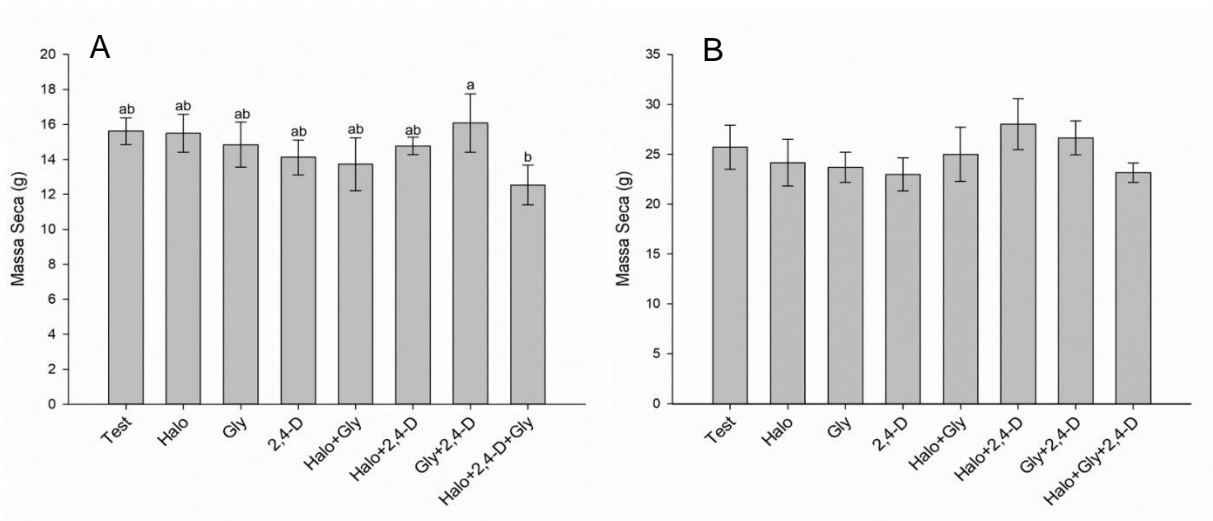 A
Massa Seca (g)
20
18
16
14
12
10
8
6
4
2
0
ab
ab
ab
ab
ab
ab
a
b
Test
Halo
Gly
2,4-D
Halo+Gly
Halo+2,4-D
Gly+2,4-D
Halo+2,4-D+Gly
B
Massa Seca (g)
35
30
25
20
15
10
5
0
Test
Halo
Gly
2,4-D
Halo+Gly
Halo+2,4-D
Gly+2,4-D
Halo+Gly+2,4-D